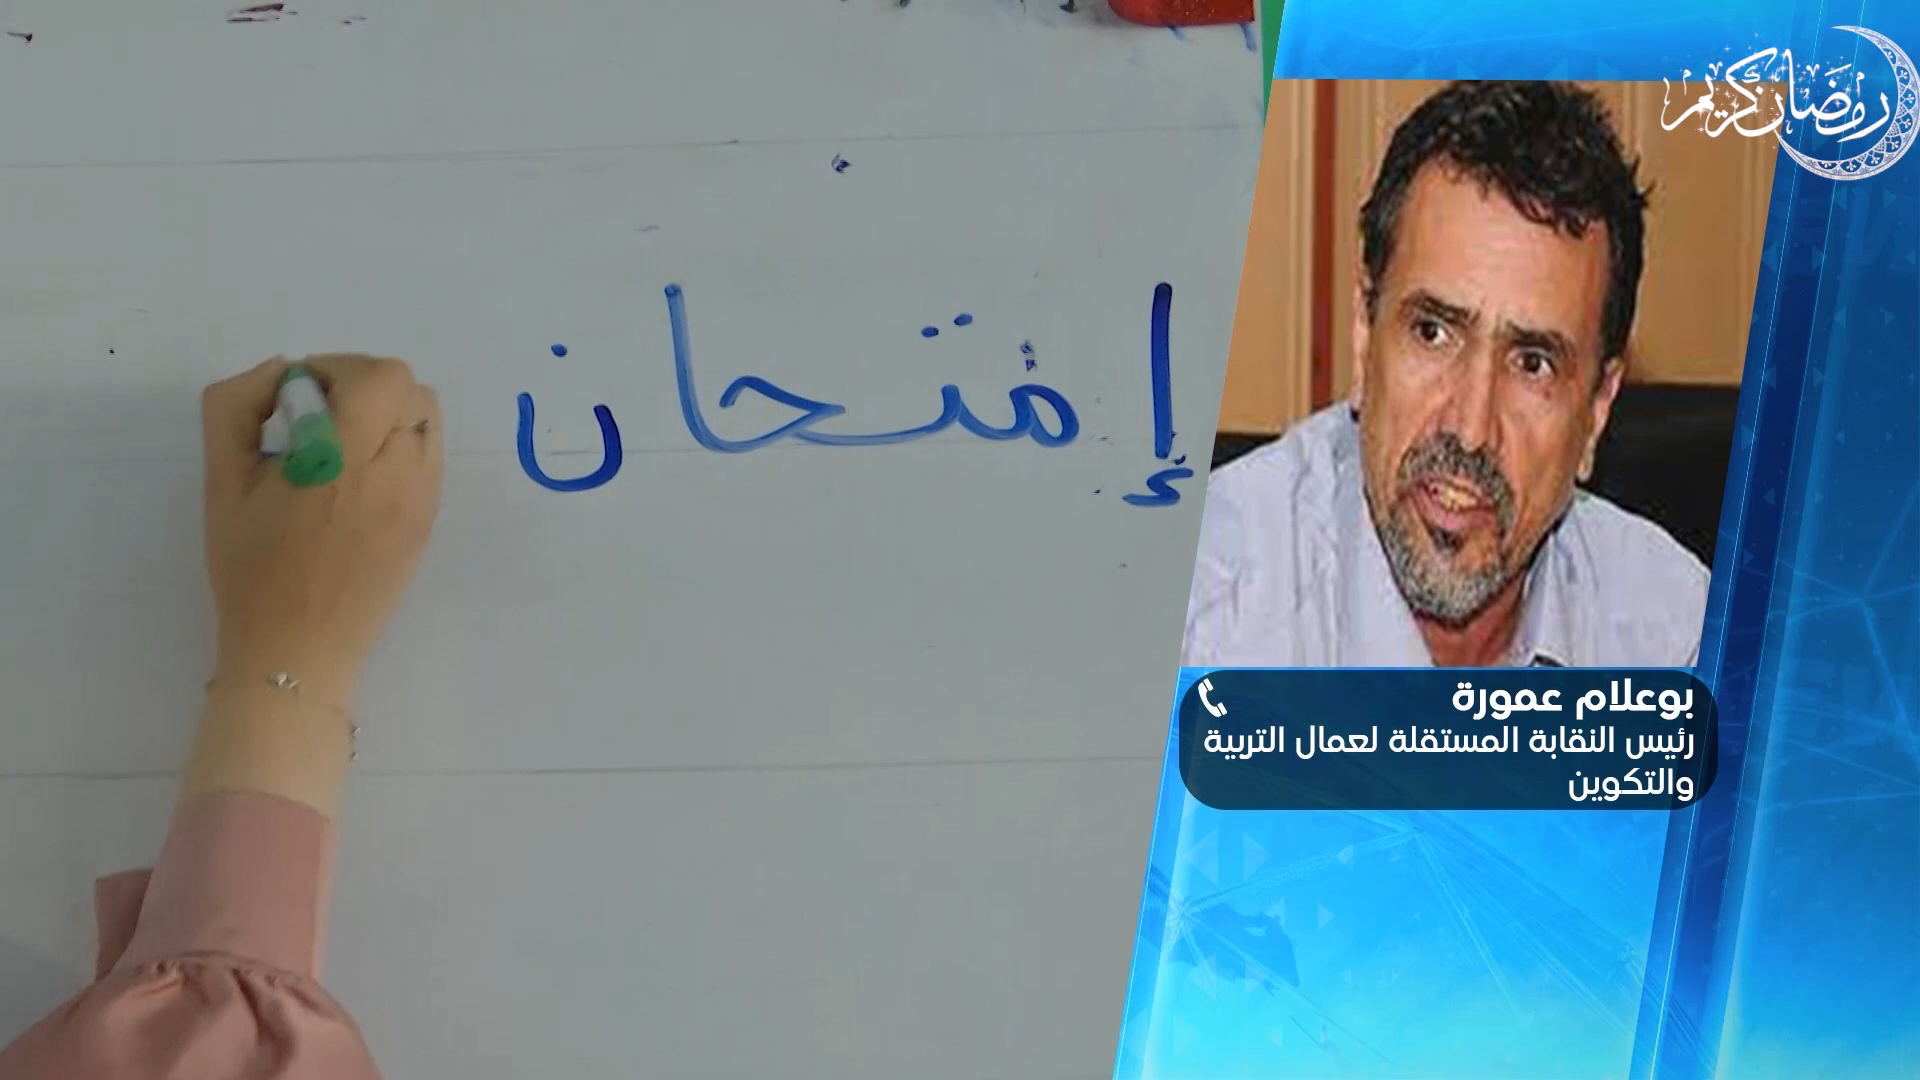 رمضان كريم
إمتحان
بوعلام عمورة
رئيس النقابة المستقلة لعمال التربية
والتكوين